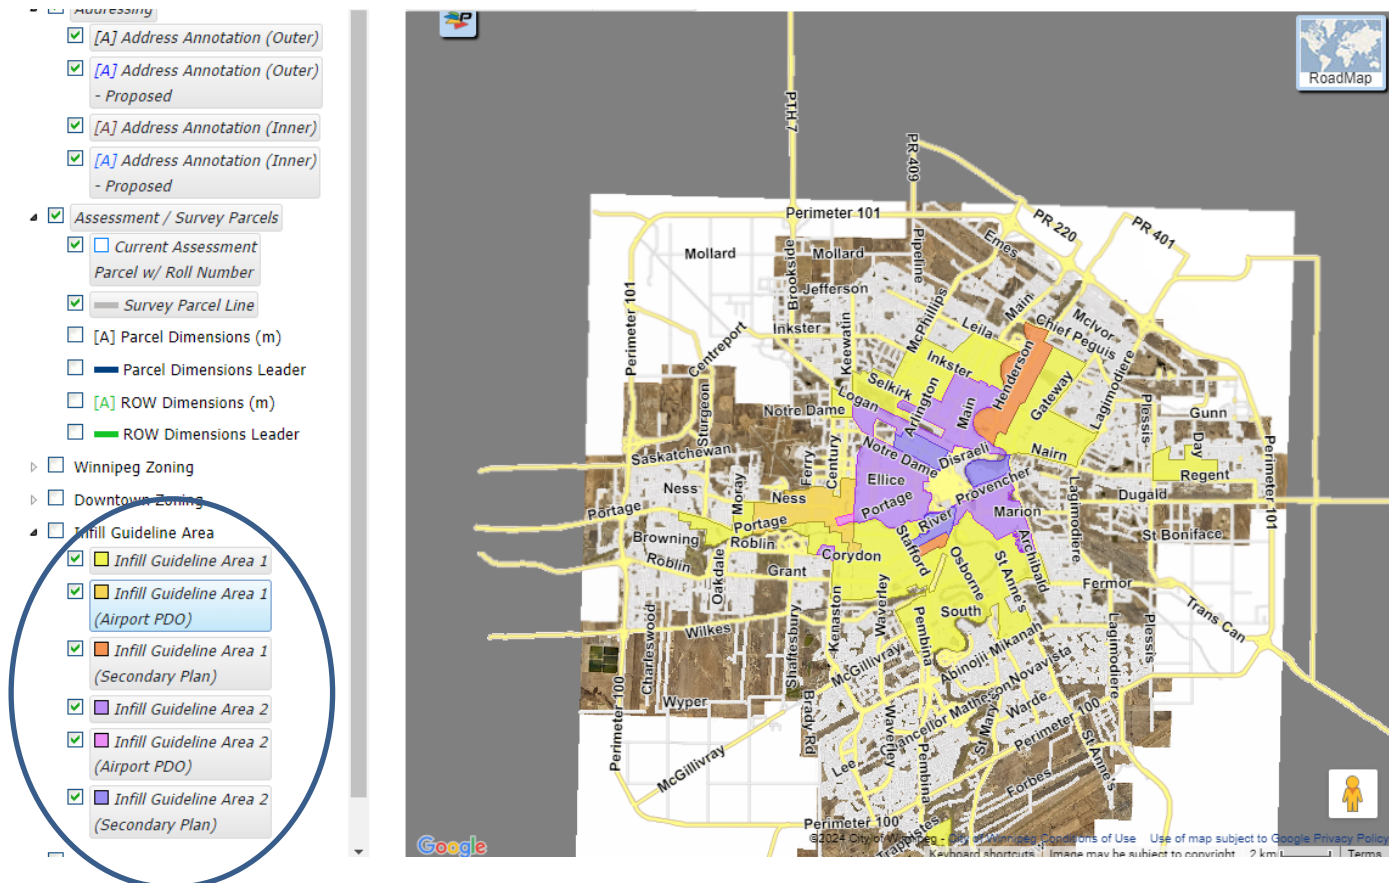 Addressing
[A] Address Annotation (Outer)
[A] Address Annotation (Outer)
- Proposed
[A] Address Annotation (Inner)
[A] Address Annotation (Inner)
- Proposed
Assessment / Survey Parcels
Current Assessment
Parcel w/ Roll Number
Survey Parcel Line
[A] Parcel Dimensions (m)
Parcel Dimensions Leader
[A] ROW Dimensions (m)
ROW Dimensions Leader
Winnipeg Zoning
Downtown Zoning
Infill Guideline Area
Infill Guideline Area 1
Infill Guideline Area 1
(Airport PDO)
Infill Guideline Area 1
(Secondary Plan)
Infill Guideline Area 2
Infill Guideline Area 2
(Airport PDO)
Infill Guideline Area 2
(Secondary Plan)
P
RoadMap
PTH 7
PR 409
PR 220
PR 401
Perimeter 101
Mollard
Mollard
Brookside
Pipeline
Emes
Jefferson
Perimeter 101
Centreport
Inkster
Keewatin
McPhillips
Leila
Main
Chief Peguis
McIvor
Inkster
Henderson
Selkirk
Logan
Arlington
Main
Gateway
Lagimodiere
Plessis
Gunn
Notre Dame
Sturgeon
Saskatchewan
Ferry
Century
Notre Dame
Disraeli
Nairn
Day
Regent
Perimeter 101
Ness
Moray
Ness
Ellice
Portage
Provencher
Lagimodiere
Dugald
Portage
Portage
River
Marion
St Boniface
Browning
Roblin
Roblin
Corydon
Stafford
Osborne
St Anne's
Archibald
Oakdale
Grant
Fermor
Trans Can
Charleswood
Wilkes
Shaftesbury
Kenaston
Waverley
Pembina
South
Lagimodiere
Plessis
McGillivray
Abinojii Mikanah
Novavista
Perimeter 100
Wyper
Brady Rd
Waverley
Chancellor Matheson
St Mary's
Warde
Perimeter 100
St Anne's
McGillivray
Lee
Pembina
Forbes
Perimeter 100
Trappistes
Google
©2024 City of Winnipeg - City of Winnipeg Conditions of Use Use of map subject to Google Privacy Policy
Keyboard shortcuts Image may be subject to copyright 2 km Terms